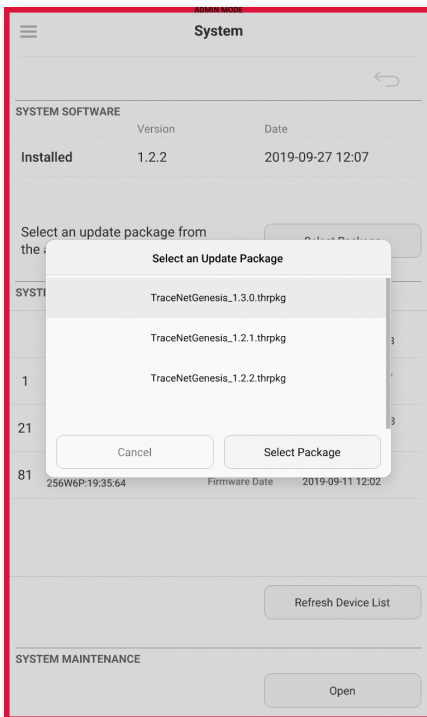 ADMIN MODE
System
SYSTEM SOFTWARE
Version Date
Installed 1.2.2 2019-09-27 12:07
Select an update package from
the
Select Package
Select an Update Package
TraceNetGenesis_1.3.0.thrpkg
TraceNetGenesis_1.2.1.thrpkg
TraceNetGenesis_1.2.2.thrpkg
Cancel Select Package
1
21
81 256W6P:19:35:64 Firmware Date 2019-09-11 12:02
Refresh Device List
SYSTEM MAINTENANCE
Open